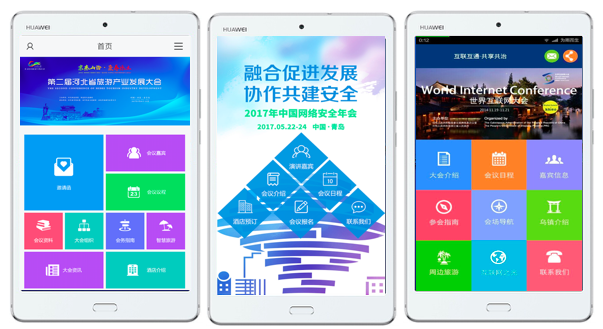 HUAWEI
首页
第二届河北省旅游产业发展大会
邀请函
会议嘉宾
会议议程
会议资料
大会组织
会务指南
智慧旅游
大会资讯
酒店介绍
HUAWEI
融合促进发展
协作共建安全
2017年中国网络安全年会
2017.05.22-24 中国·青岛
演讲嘉宾
会议介绍
会议日程
酒店预订
会议报名
联系我们
HUAWEI
0:12
互联互通·共享共治
World Internet Conference
世界互联网大会
大会介绍
会议日程
嘉宾信息
参会指南
会场导航
乌镇介绍
周边旅游
互联网之光
联系我们